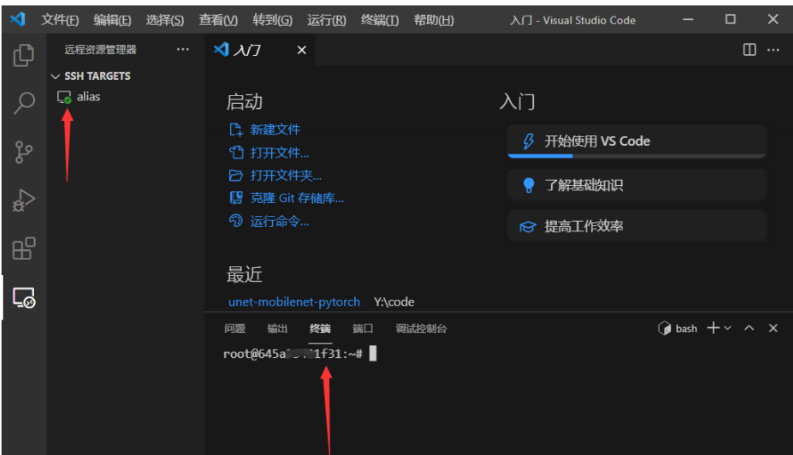 文件(F) 编辑(E) 选择(S) 查看(V) 转到(G) 运行(R) 终端(T) 帮助(H) 入门 - Visual Studio Code
远程资源管理器 ...
SSH TARGETS
alias
入门
启动
新建文件
打开文件...
打开文件夹...
克隆 Git 存储库...
运行命令...
最近
unet-mobilenet-pytorch Y:\code
入门
开始使用 VS Code
了解基础知识
提高工作效率
问题 输出 终端 端口 调试控制台 bash
root@645a 1f31:~#